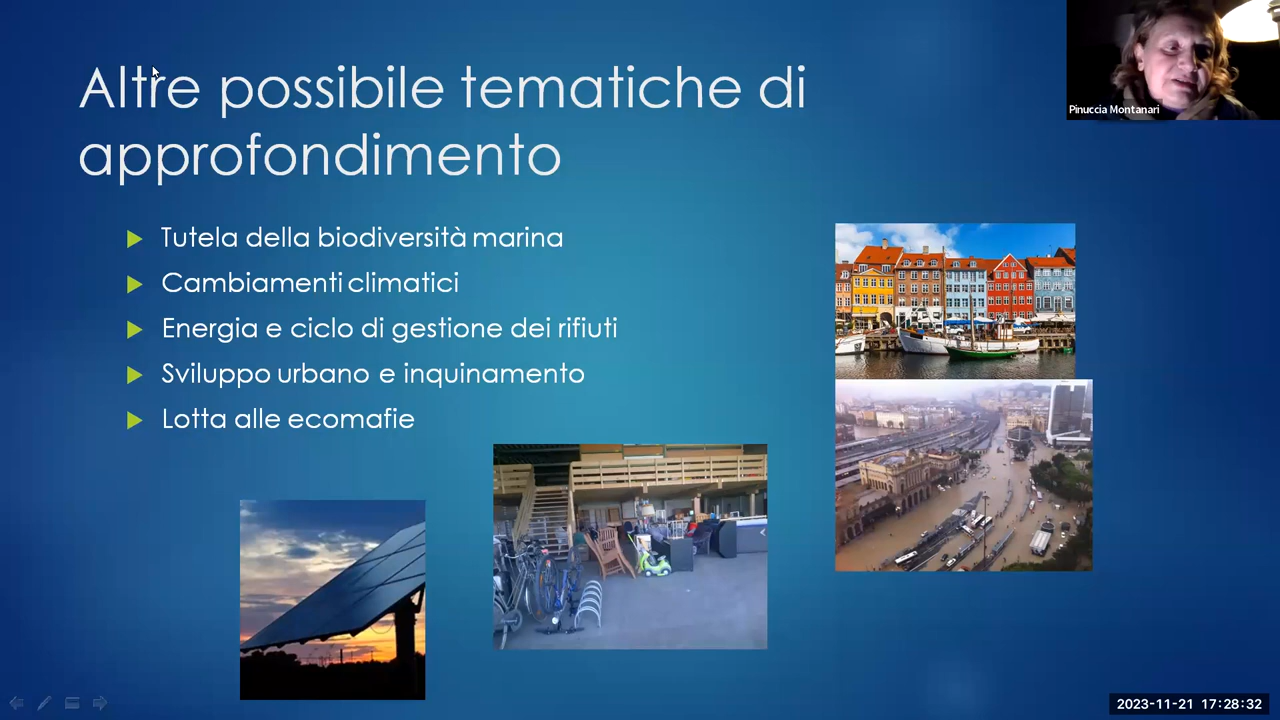 Altre possibile tematiche di
approfondimento
Pinuccia Montanari
Tutela della biodiversità marina
Cambiamenti climatici
Energia e ciclo di gestione dei rifiuti
Sviluppo urbano e inquinamento
Lotta alle ecomafie
2023-11-21 17:28:32